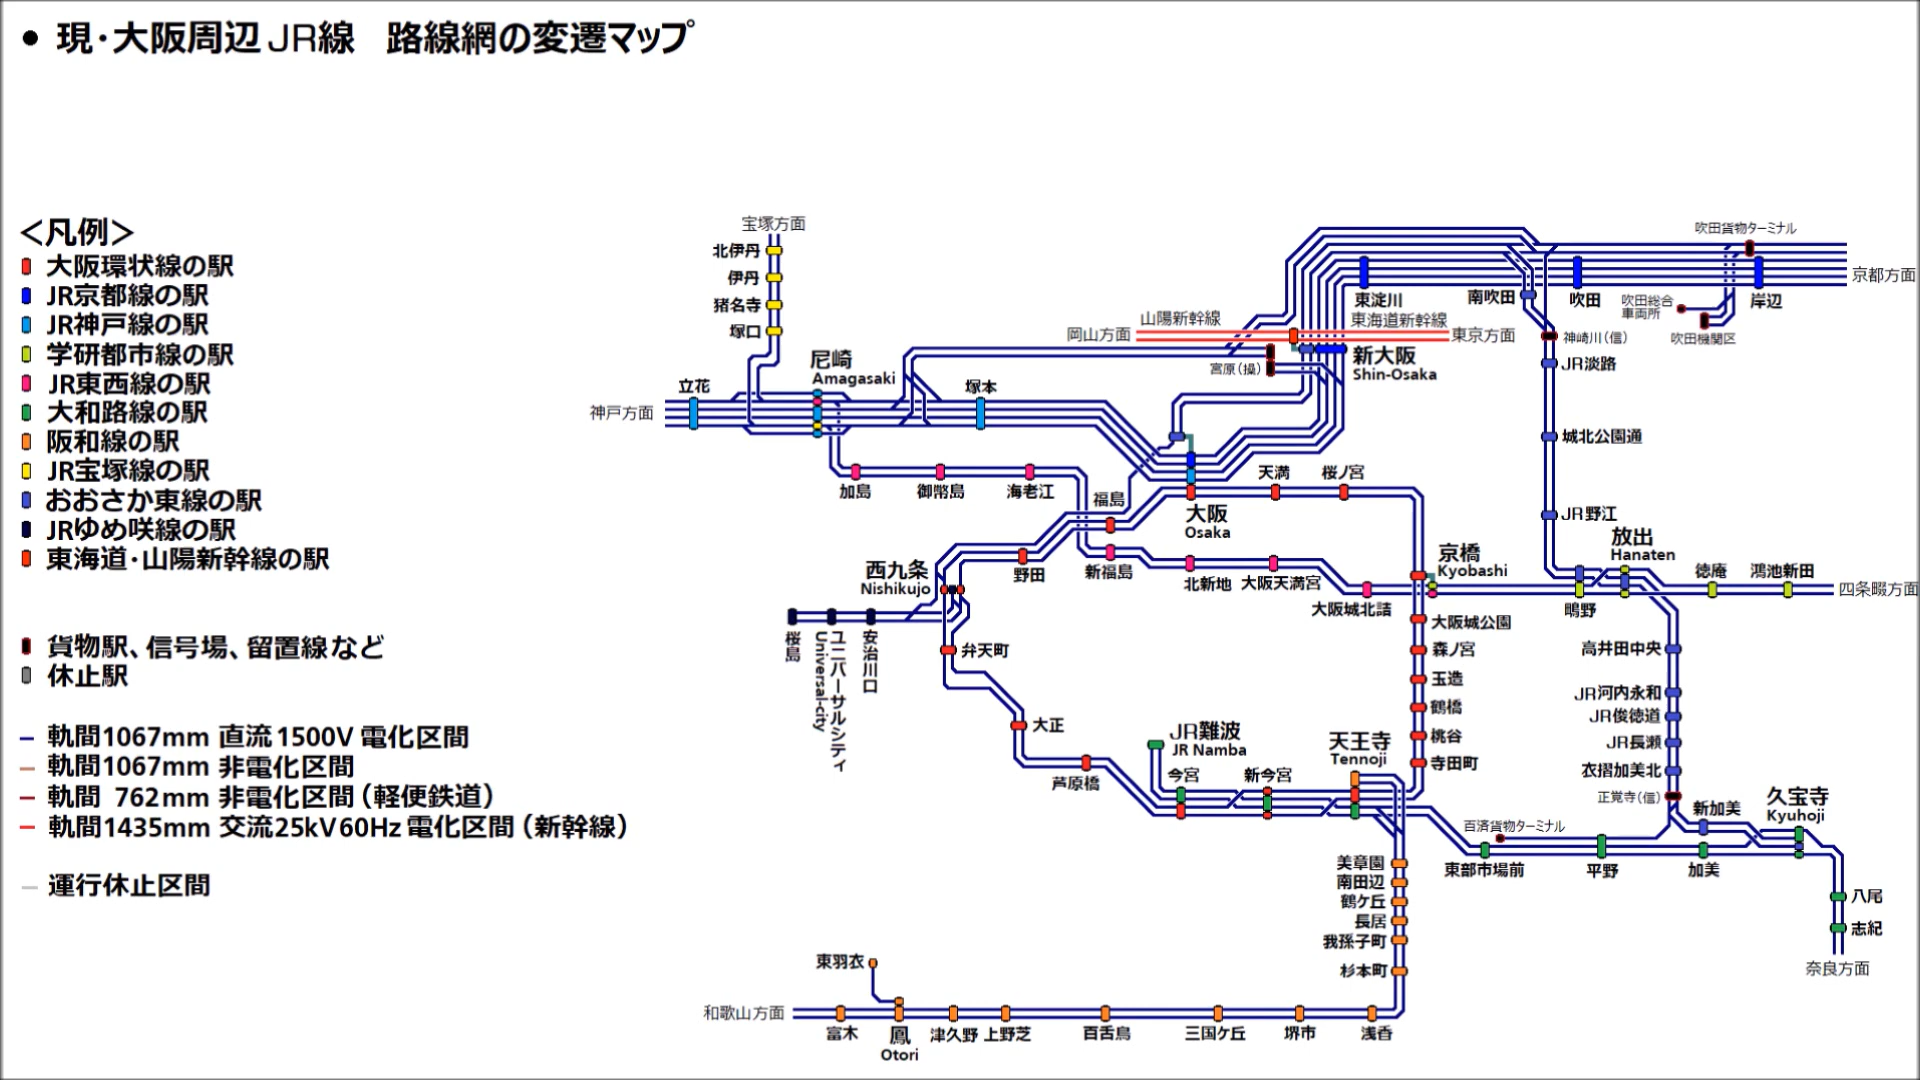 ● 現・大阪周辺JR線　路線網の変遷マップ
＜凡例＞
大阪環状線の駅
JR京都線の駅
JR神戸線の駅
学研都市線の駅
JR東西線の駅
大和路線の駅
阪和線の駅
JR宝塚線の駅
おおさか東線の駅
JRゆめ咲線の駅
東海道・山陽新幹線の駅
貨物駅、信号場、留置線など
休止駅
軌間1067mm 直流1500V 電化区間
軌間1067mm 非電化区間
軌間 762mm 非電化区間（軽便鉄道）
軌間1435mm 交流25kV60Hz 電化区間（新幹線）
運行休止区間
宝塚方面
北伊丹
伊丹
猪名寺
塚口
尼崎
Amagasaki
立花
神戸方面
塚本
加島
御幣島
海老江
岡山方面
山陽新幹線
東海道新幹線
東京方面
宮原（操）
新大阪
Shin-Osaka
東淀川
南吹田
吹田
吹田貨物ターミナル
京都方面
岸辺
吹田総合
車両所
吹田機関区
神崎川（信）
JR淡路
城北公園通
JR野江
放出
Hanaten
徳庵
鴻池新田
四条畷方面
鴫野
福島
大阪
Osaka
天満
桜ノ宮
京橋
Kyobashi
野田
新福島
北新地
大阪天満宮
大阪城北詰
西九条
Nishikujo
桜島
ユニバーサルシティ
Universal-city
安治川口
弁天町
大正
芦原橋
JR難波
JR Namba
今宮
新今宮
天王寺
Tennoji
大阪城公園
森ノ宮
玉造
鶴橋
桃谷
寺田町
高井田中央
JR河内永和
JR俊徳道
JR長瀬
衣摺加美北
正覚寺（信）
新加美
久宝寺
Kyuhoji
百済貨物ターミナル
東部市場前
平野
加美
八尾
志紀
奈良方面
美章園
南田辺
鶴ケ丘
長居
我孫子町
杉本町
東羽衣
和歌山方面
富木
鳳
Otori
津久野
上野芝
百舌鳥
三国ケ丘
堺市
浅香